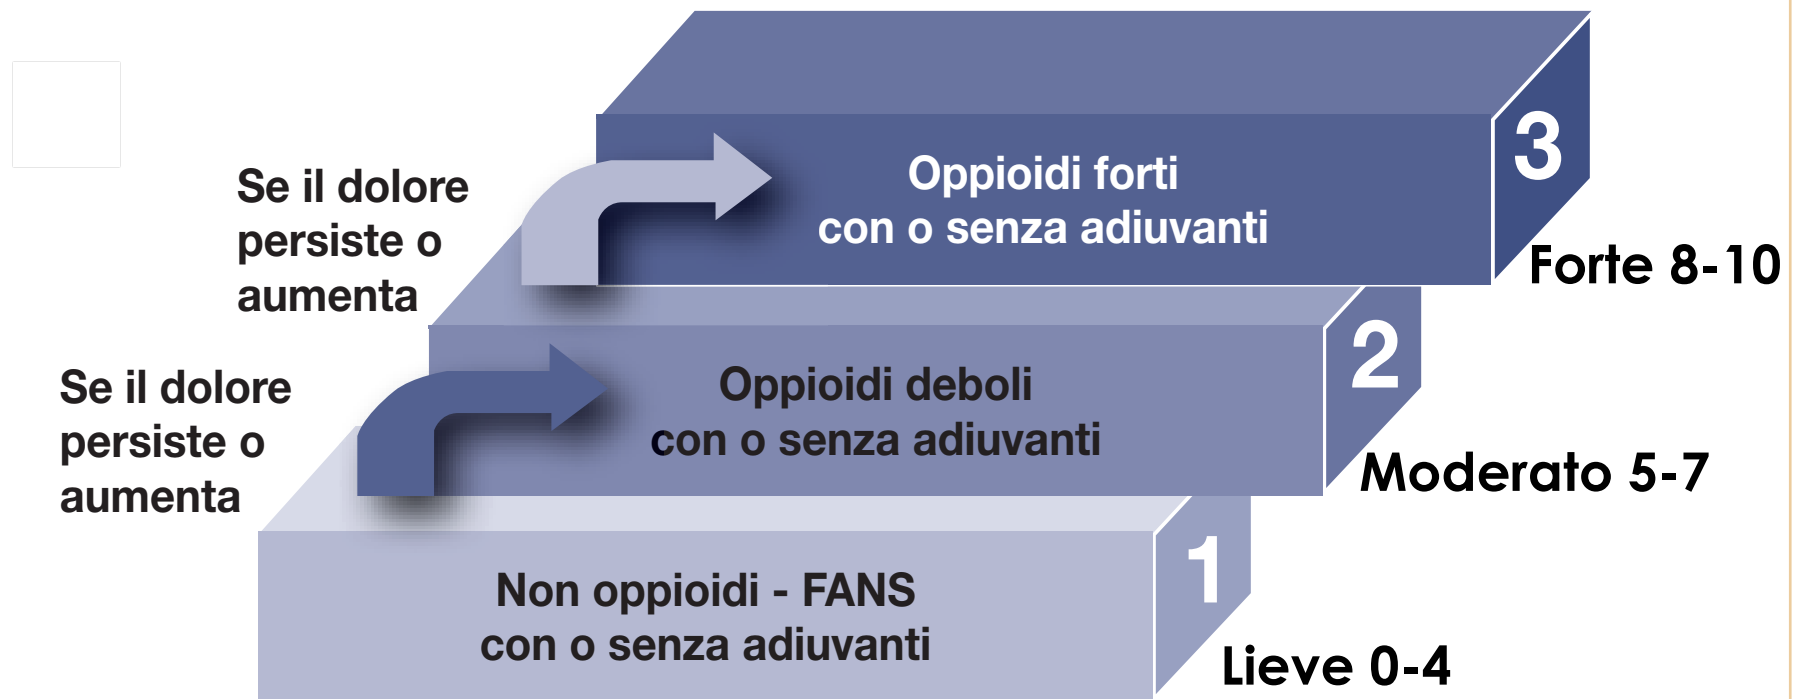 3
Oppioidi forti
con o senza adiuvanti
Forte 8-10
Se il dolore
persiste o
aumenta
2
Oppioidi deboli
con o senza adiuvanti
Moderato 5-7
Se il dolore
persiste o
aumenta
1
Non oppioidi - FANS
con o senza adiuvanti
Lieve 0-4